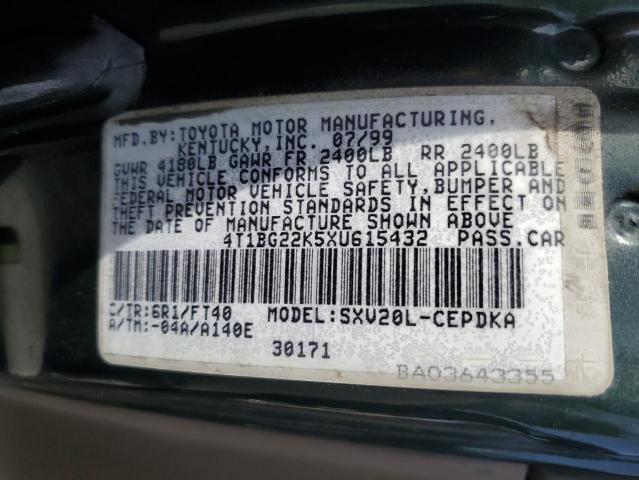 MFD.BY:TOYOTA MOTOR MANUFACTURING,
KENTUCKY, INC. 07/99
GVWR 4180LB GAWR FR 2400LB RR 2400LB
THIS VEHICLE CONFORMS TO ALL APPLICABLE
FEDERAL MOTOR VEHICLE SAFETY, BUMPER AND
THEFT PREVENTION STANDARDS IN EFFECT ON
THE DATE OF MANUFACTURE SHOWN ABOVE
4T1BG22K5XU615432 PASS.CAR
C/TR:6R1/FT40 MODEL:SXV20L-CEPDKA
A/TM:-04A/A140E
30171
BA03643355